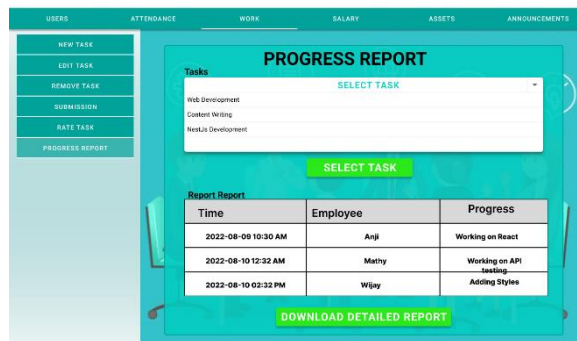 USERS ATTENDANCE WORK SALARY ASSETS ANNOUNCEMENTS
NEW TASK
EDIT TASK
REMOVE TASK
SUBMISSION
RATE TASK
PROGRESS REPORT
PROGRESS REPORT
Tasks
SELECT TASK
Web Development
Content Writing
NestJs Development
SELECT TASK
Report Report
Time Employee Progress
2022-08-09 10:30 AM Anji Working on React
2022-08-10 12:32 AM Mathy Working on API
testing
2022-08-10 02:32 PM Wijay Adding Styles
DOWNLOAD DETAILED REPORT